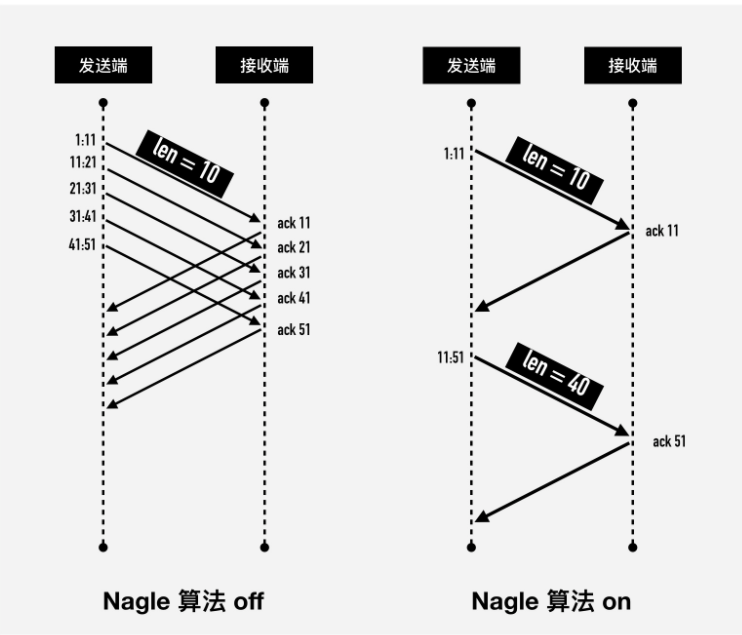 发送端
接收端
1:11
len = 10
11:21
21:31
31:41
41:51
ack 11
ack 21
ack 31
ack 41
ack 51
Nagle 算法 off
发送端
接收端
1:11
len = 10
ack 11
11:51
len = 40
ack 51
Nagle 算法 on